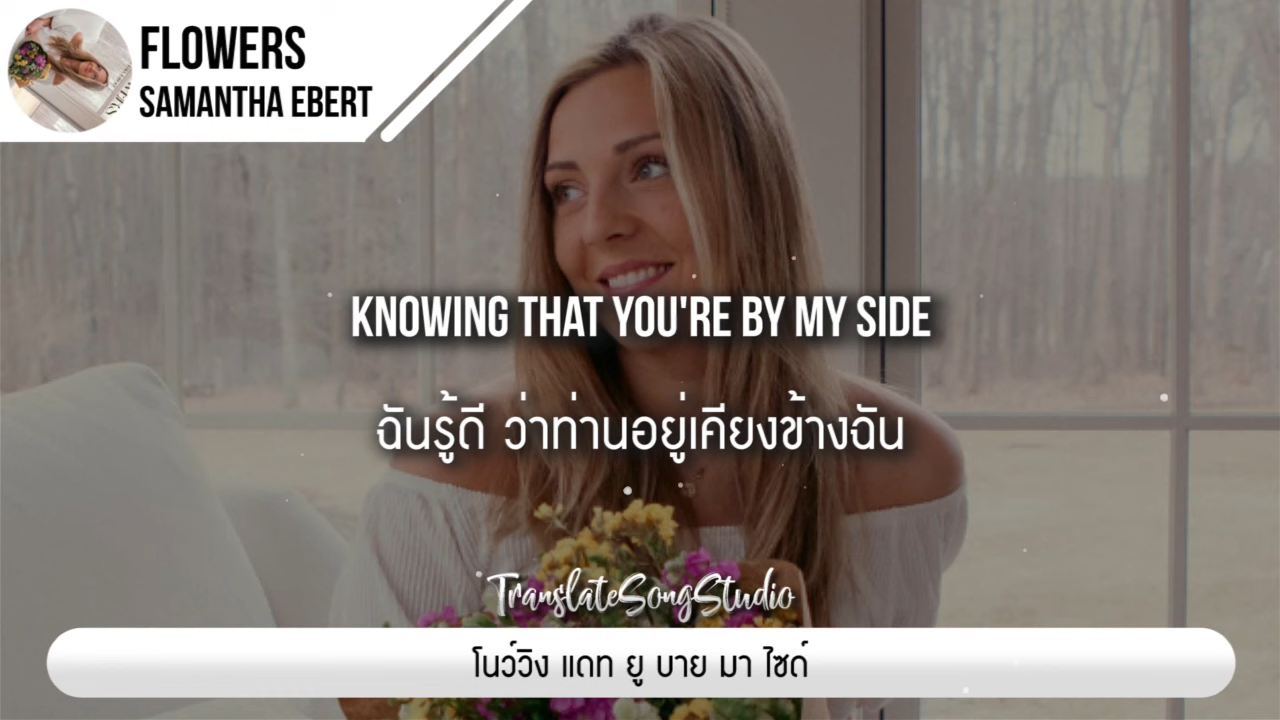 FLOWERS
SAMANTHA EBERT
KNOWING THAT YOU'RE BY MY SIDE
ฉันรู้ดี ว่าท่านอยู่เคียงข้างฉัน
TranslateSongStudio
โนว์วิง แดท ยู บาย มา ไซด์